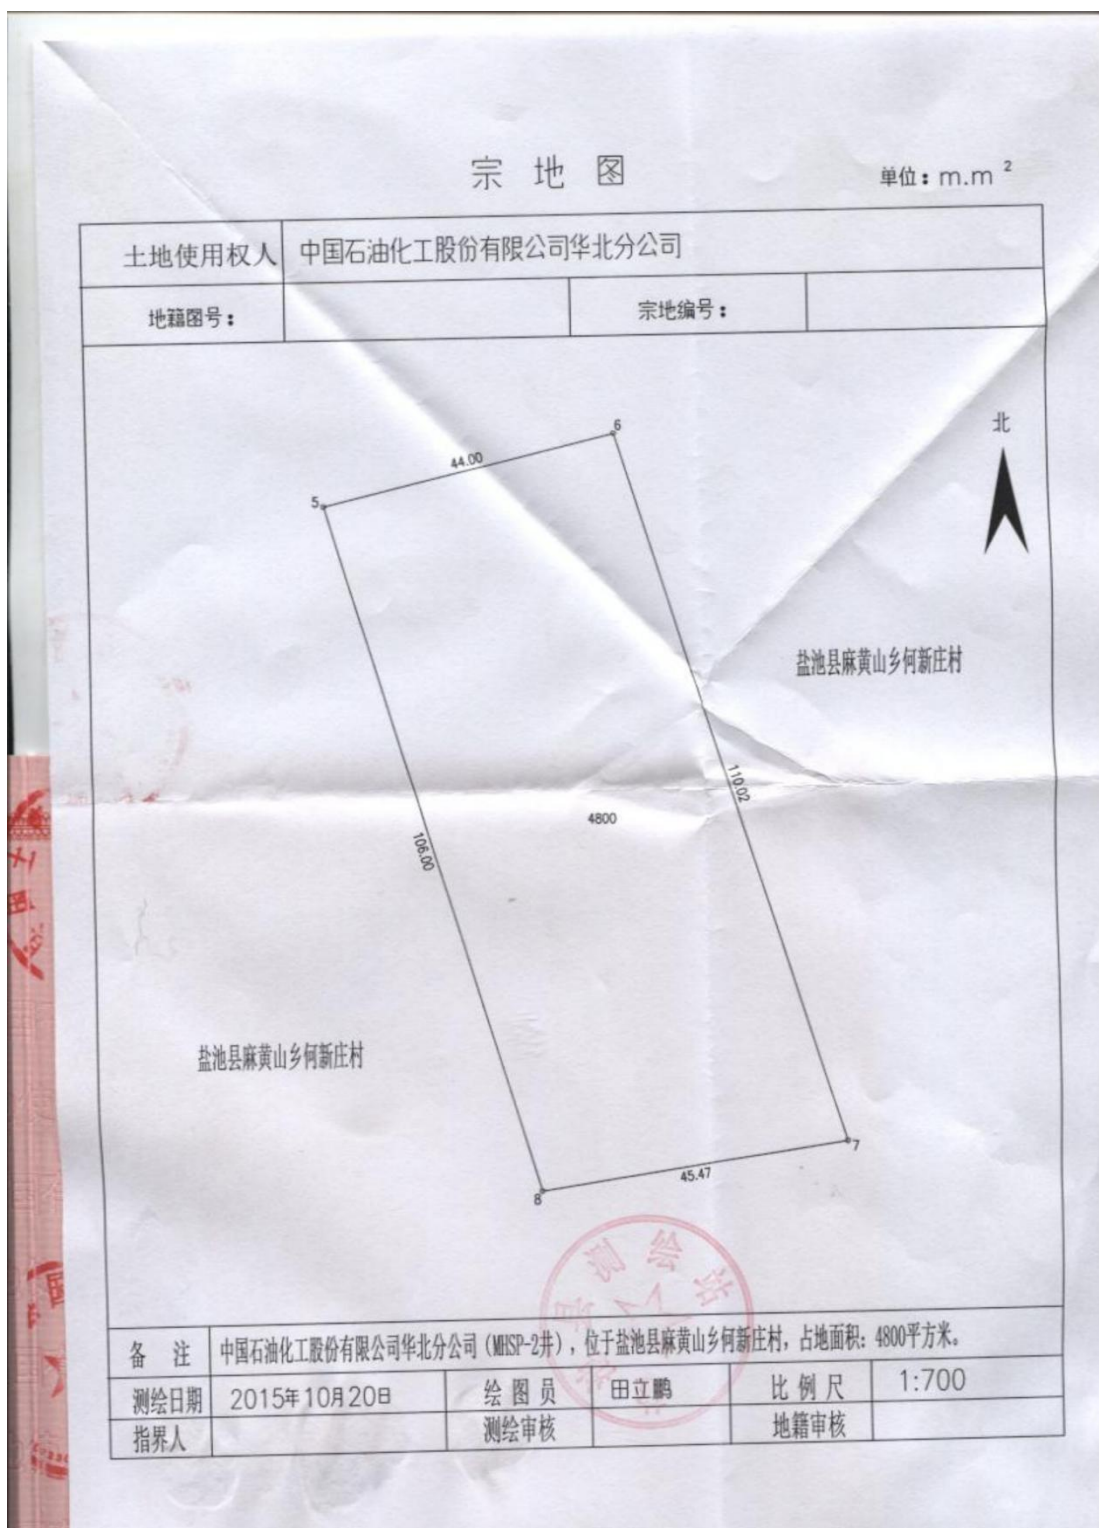 宗地图
单位：m.m²
土地使用权人 中国石油化工股份有限公司华北分公司
地籍图号： 宗地编号：
北
6
44.00
5
盐池县麻黄山乡何新庄村
110.02
4800
106.00
盐池县麻黄山乡何新庄村
7
45.47
8
县测绘站
备 注 中国石油化工股份有限公司华北分公司（MHSP-2井），位于盐池县麻黄山乡何新庄村，占地面积：4800平方米。
测绘日期 2015年10月20日 绘图员 田立鹏 比例尺 1:700
指界人 测绘审核 地籍审核